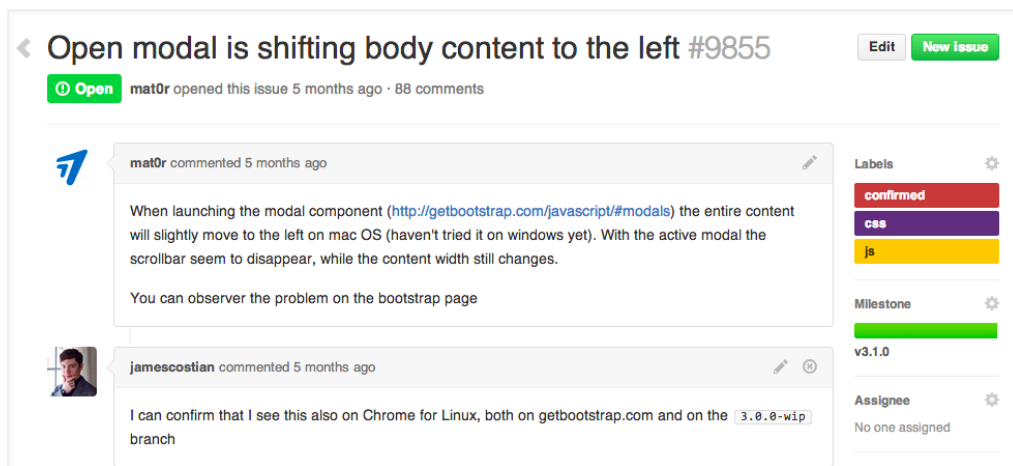 Open modal is shifting body content to the left #9855
Edit
New issue
Open
mat0r opened this issue 5 months ago · 88 comments
mat0r commented 5 months ago
When launching the modal component (http://getbootstrap.com/javascript/#modals) the entire content
will slightly move to the left on mac OS (haven't tried it on windows yet). With the active modal the
scrollbar seem to disappear, while the content width still changes.
You can observer the problem on the bootstrap page
Labels
confirmed
css
js
Milestone
v3.1.0
Assignee
No one assigned
jamescostian commented 5 months ago
I can confirm that I see this also on Chrome for Linux, both on getbootstrap.com and on the 3.0.0-wip
branch